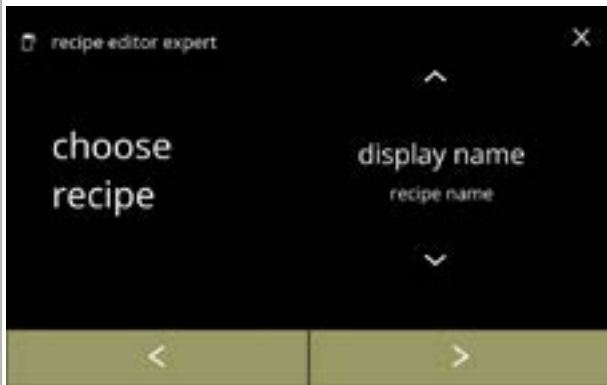 recipe editor expert
choose
recipe
display name
recipe name